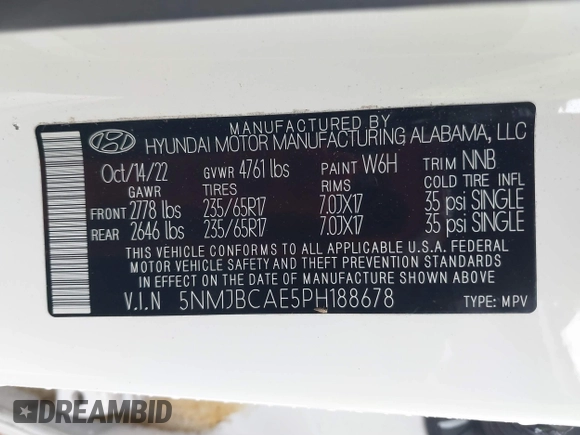 MANUFACTURED BY
HYUNDAI MOTOR MANUFACTURING ALABAMA, LLC
Oct/14/22 GVWR 4761 lbs PAINT W6H TRIM NNB
GAWR TIRES RIMS COLD TIRE INFL
FRONT 2778 lbs 235/65R17 7.0JX17 35 psi SINGLE
REAR 2646 lbs 235/65R17 7.0JX17 35 psi SINGLE
THIS VEHICLE CONFORMS TO ALL APPLICABLE U.S.A. FEDERAL
MOTOR VEHICLE SAFETY AND THEFT PREVENTION STANDARDS
IN EFFECT ON THE DATE OF MANUFACTURE SHOWN ABOVE.
V.I.N 5NMJBCAE5PH188678 TYPE: MPV
DREAMBID